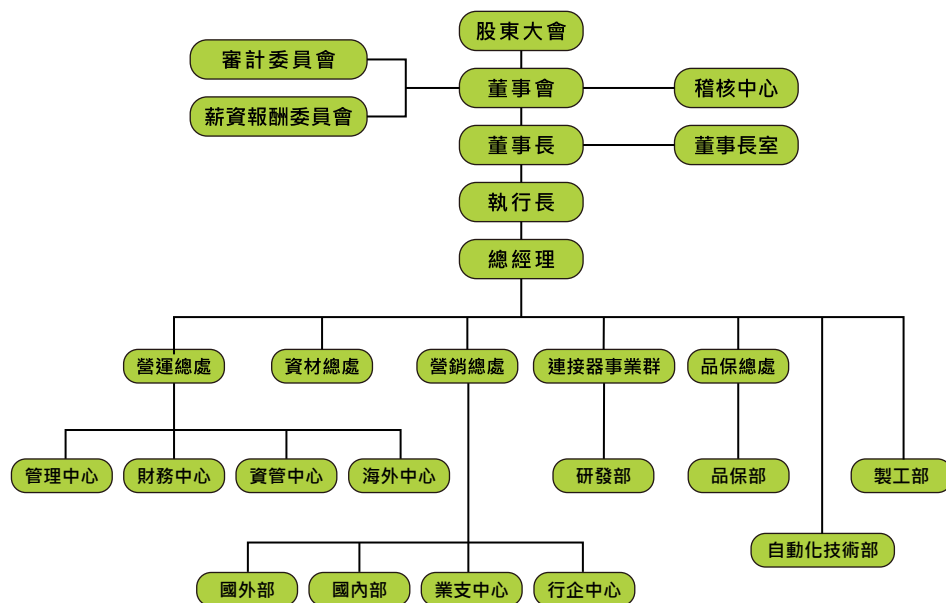 股東大會
審計委員會
董事會
稽核中心
薪資報酬委員會
董事長
董事長室
執行長
總經理
營運總處
資材總處
營銷總處
連接器事業群
品保總處
管理中心
財務中心
資管中心
海外中心
研發部
品保部
製工部
自動化技術部
國外部
國內部
業支中心
行企中心